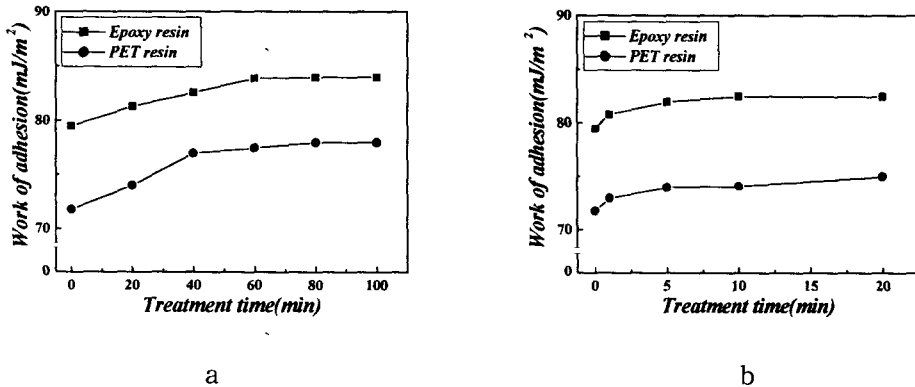 90
Epoxy resin
PET resin
80
70
0
Work of adhesion(mJ/m²)
0 20 40 60 80 100
Treatment time(min)
a
90
Epoxy resin
PET resin
80
70
0
Work of adhesion(mJ/m²)
0 5 10 15 20
Treatment time(min)
b